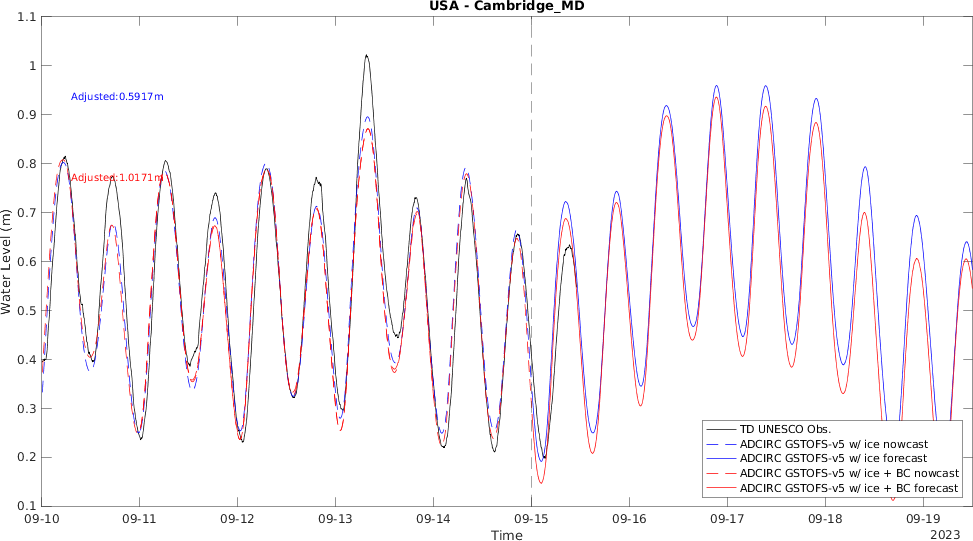 USA - Cambridge_MD
1.1
1
0.9
0.8
0.7
0.6
0.5
0.4
0.3
0.2
0.1
Water Level (m)
Adjusted:0.5917m
Adjusted:1.0171m
TD UNESCO Obs.
ADCIRC GSTOFS-v5 w/ ice nowcast
ADCIRC GSTOFS-v5 w/ ice forecast
ADCIRC GSTOFS-v5 w/ ice + BC nowcast
ADCIRC GSTOFS-v5 w/ ice + BC forecast
09-10 09-11 09-12 09-13 09-14 09-15 09-16 09-17 09-18 09-19
Time
2023